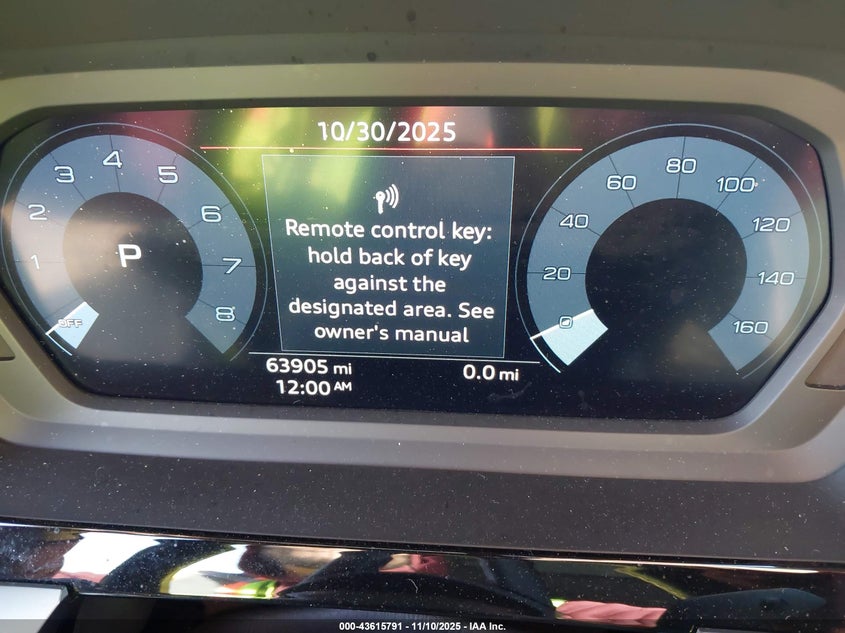 10/30/2025
Remote control key:
hold back of key
against the
designated area. See
owner's manual
P
OFF
1
2
3
4
5
6
7
8
0
20
40
60
80
100
120
140
160
63905 mi
0.0 mi
12:00 AM
000-43615791 - 11/10/2025 - IAA Inc.